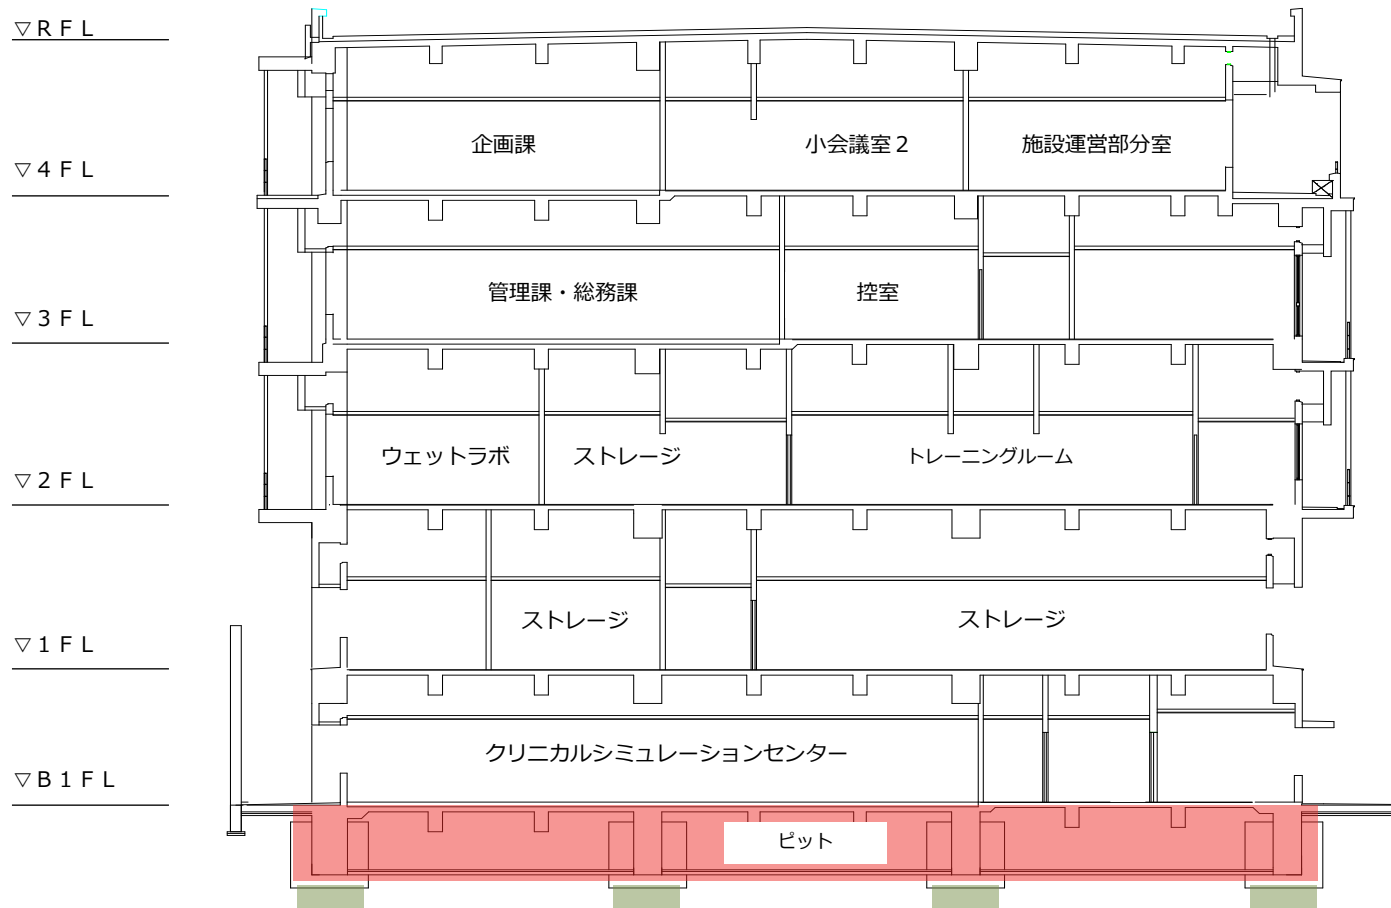 ▽ＲＦＬ
企画課
小会議室２
施設運営部分室
▽４ＦＬ
管理課・総務課
控室
▽３ＦＬ
ウェットラボ
ストレージ
トレーニングルーム
▽２ＦＬ
ストレージ
ストレージ
▽１ＦＬ
クリニカルシミュレーションセンター
▽Ｂ１ＦＬ
ピット